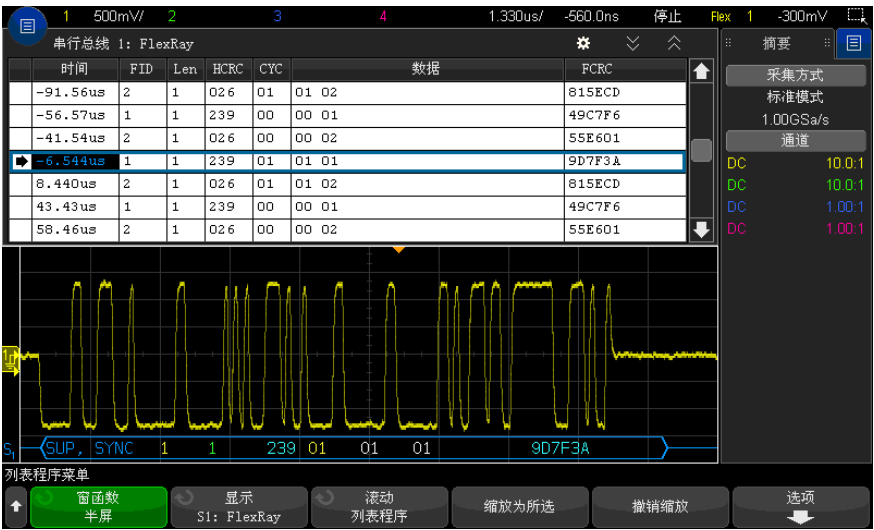 1 500mV/ 2 3 4 1.330us/ -560.0ns 停止 Flex 1 -300mV
串行总线 1: FlexRay
时间 FID Len HCRC CYC 数据 FCRC
-91.56us 2 1 026 01 01 02 815ECD
-56.57us 1 1 239 00 00 01 49C7F6
-41.54us 2 1 026 00 00 02 55E601
-6.544us 1 1 239 01 01 01 9D7F3A
8.440us 2 1 026 01 01 02 815ECD
43.43us 1 1 239 00 00 01 49C7F6
58.46us 2 1 026 00 00 02 55E601
摘要
采集方式
标准模式
1.00GSa/s
通道
DC 10.0:1
DC 10.0:1
DC 1.00:1
DC 1.00:1
1
S1 SUP, SYNC 1 1 239 01 01 01 9D7F3A
列表程序菜单
窗函数
半屏
显示
S1: FlexRay
滚动
列表程序
缩放为所选
撤销缩放
选项